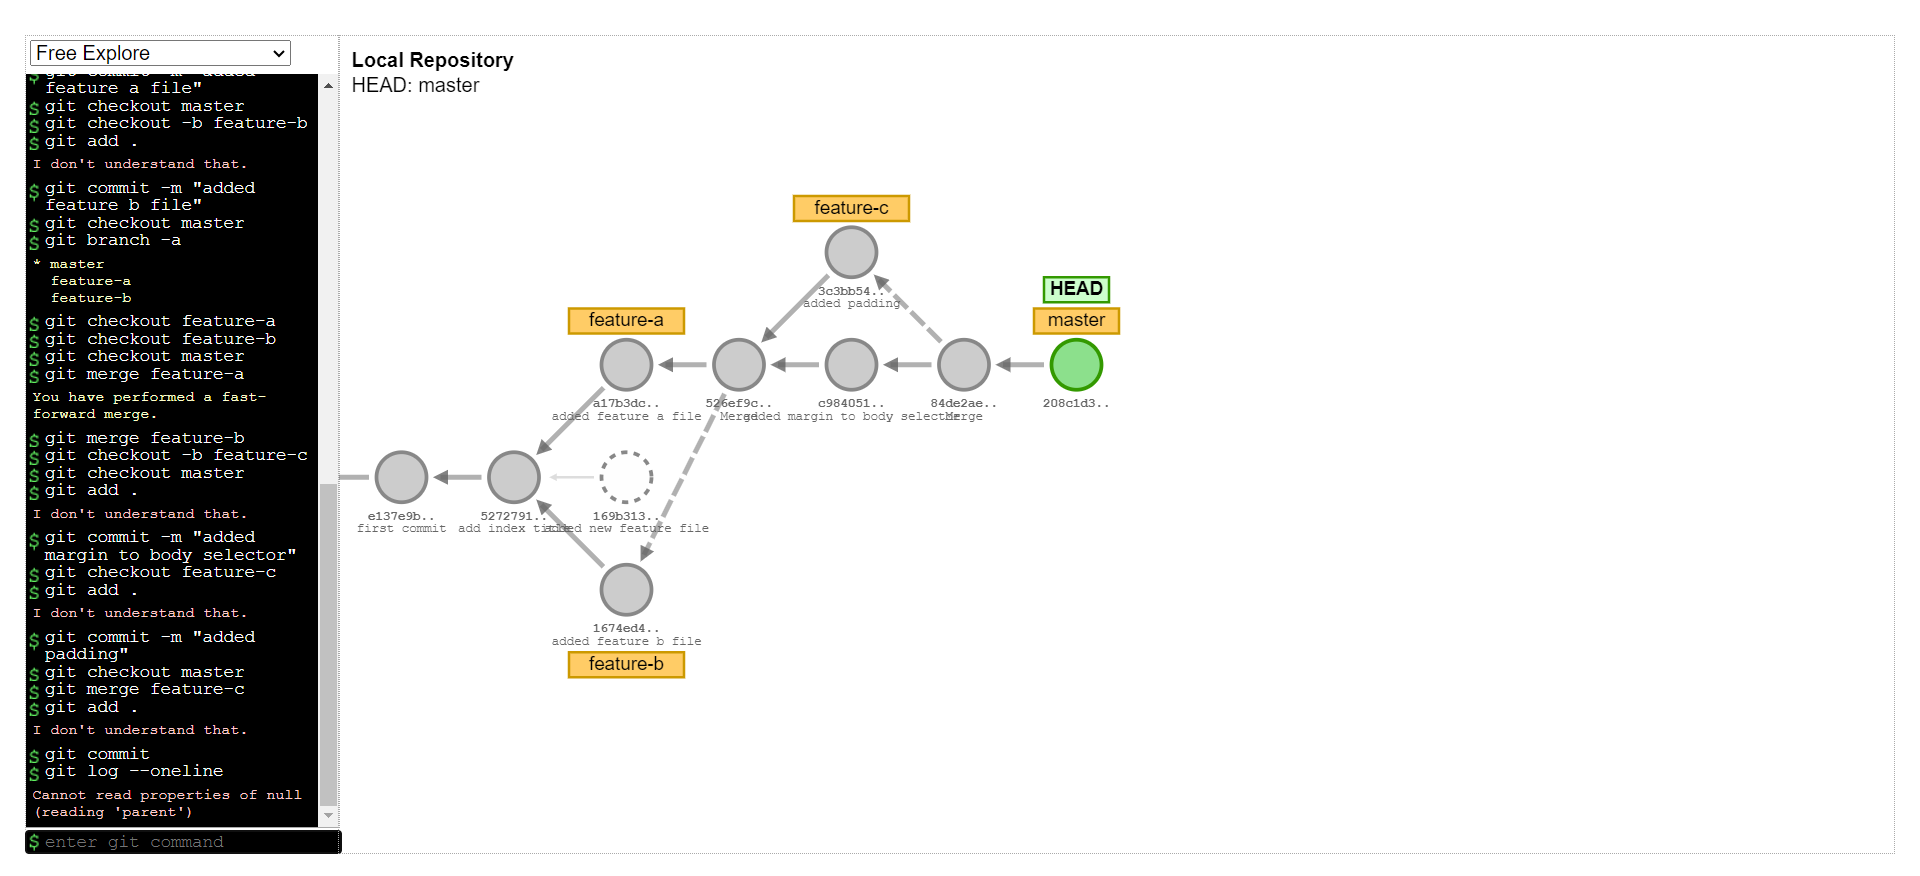 Free Explore
$ git commit -m "added
feature a file"
$ git checkout master
$ git checkout -b feature-b
$ git add .
I don't understand that.
$ git commit -m "added
feature b file"
$ git checkout master
$ git branch -a
* master
feature-a
feature-b
$ git checkout feature-a
$ git checkout feature-b
$ git checkout master
$ git merge feature-a
You have performed a fast-
forward merge.
$ git merge feature-b
$ git checkout -b feature-c
$ git checkout master
$ git add .
I don't understand that.
$ git commit -m "added
margin to body selector"
$ git checkout feature-c
$ git add .
I don't understand that.
$ git commit -m "added
padding"
$ git checkout master
$ git merge feature-c
$ git add .
I don't understand that.
$ git commit
$ git log --oneline
Cannot read properties of null
(reading 'parent')
$ enter git command
Local Repository
HEAD: master
feature-c
3c3bb54..
added padding
HEAD
feature-a
master
a17b3dc..
added feature a file
526ef9c..
Merge
c984051..
added margin to body selector
84de2ae..
Merge
208c1d3..
e137e9b..
first commit
5272791..
add index title
169b313..
added new feature file
1674ed4..
added feature b file
feature-b